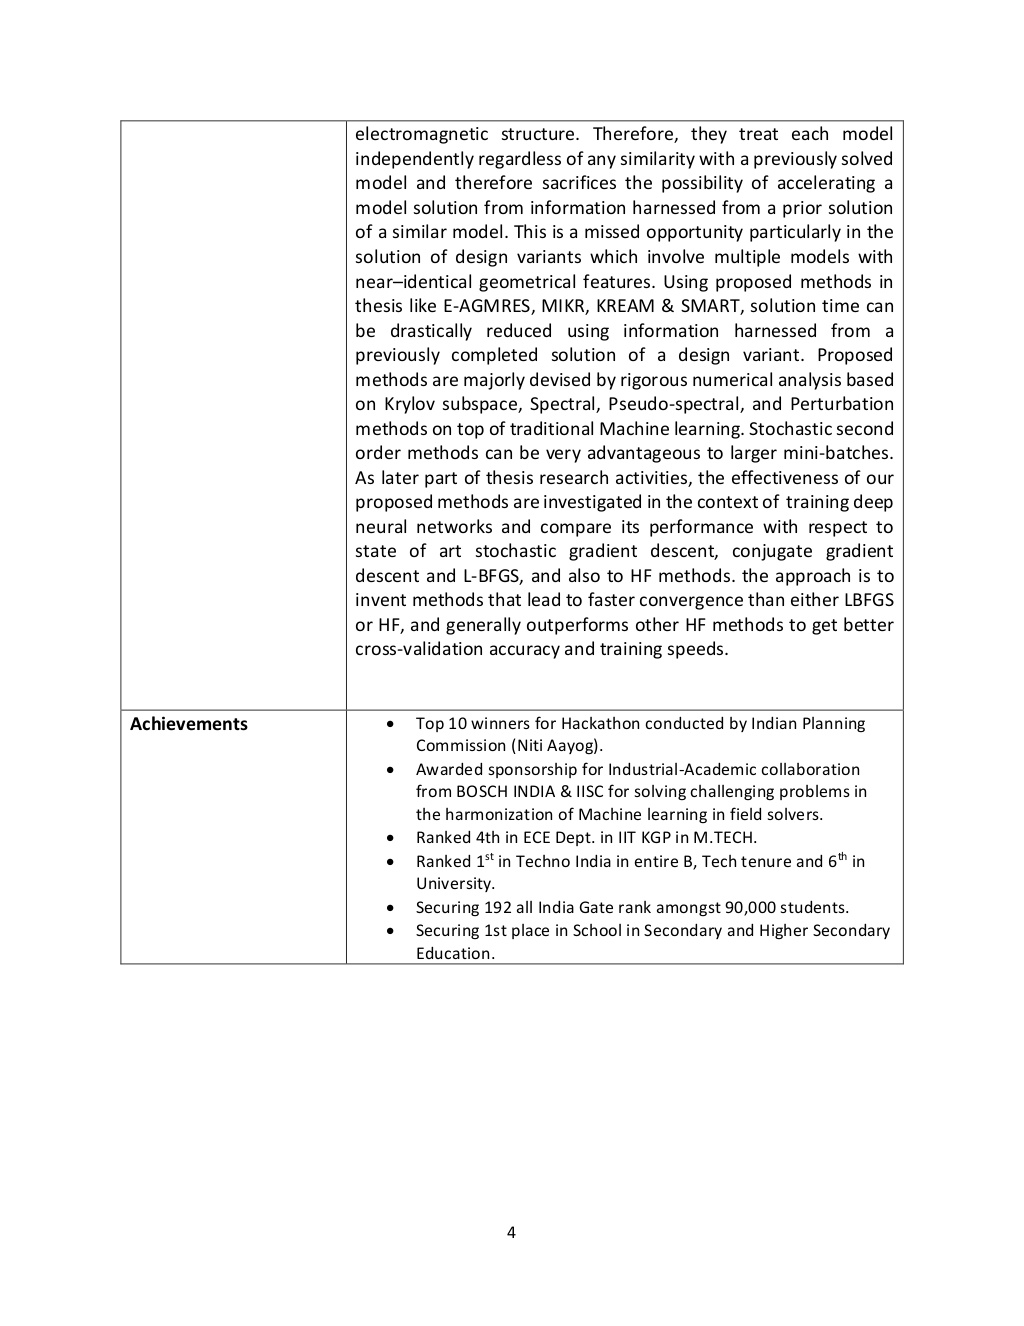 electromagnetic structure. Therefore, they treat each model
independently regardless of any similarity with a previously solved
model and therefore sacrifices the possibility of accelerating a
model solution from information harnessed from a prior solution
of a similar model. This is a missed opportunity particularly in the
solution of design variants which involve multiple models with
near–identical geometrical features. Using proposed methods in
thesis like E-AGMRES, MIKR, KREAM & SMART, solution time can
be drastically reduced using information harnessed from a
previously completed solution of a design variant. Proposed
methods are majorly devised by rigorous numerical analysis based
on Krylov subspace, Spectral, Pseudo-spectral, and Perturbation
methods on top of traditional Machine learning. Stochastic second
order methods can be very advantageous to larger mini-batches.
As later part of thesis research activities, the effectiveness of our
proposed methods are investigated in the context of training deep
neural networks and compare its performance with respect to
state of art stochastic gradient descent, conjugate gradient
descent and L-BFGS, and also to HF methods. the approach is to
invent methods that lead to faster convergence than either LBFGS
or HF, and generally outperforms other HF methods to get better
cross-validation accuracy and training speeds.
Achievements
• Top 10 winners for Hackathon conducted by Indian Planning
Commission (Niti Aayog).
• Awarded sponsorship for Industrial-Academic collaboration
from BOSCH INDIA & IISC for solving challenging problems in
the harmonization of Machine learning in field solvers.
• Ranked 4th in ECE Dept. in IIT KGP in M.TECH.
• Ranked 1st in Techno India in entire B, Tech tenure and 6th in
University.
• Securing 192 all India Gate rank amongst 90,000 students.
• Securing 1st place in School in Secondary and Higher Secondary
Education.
4